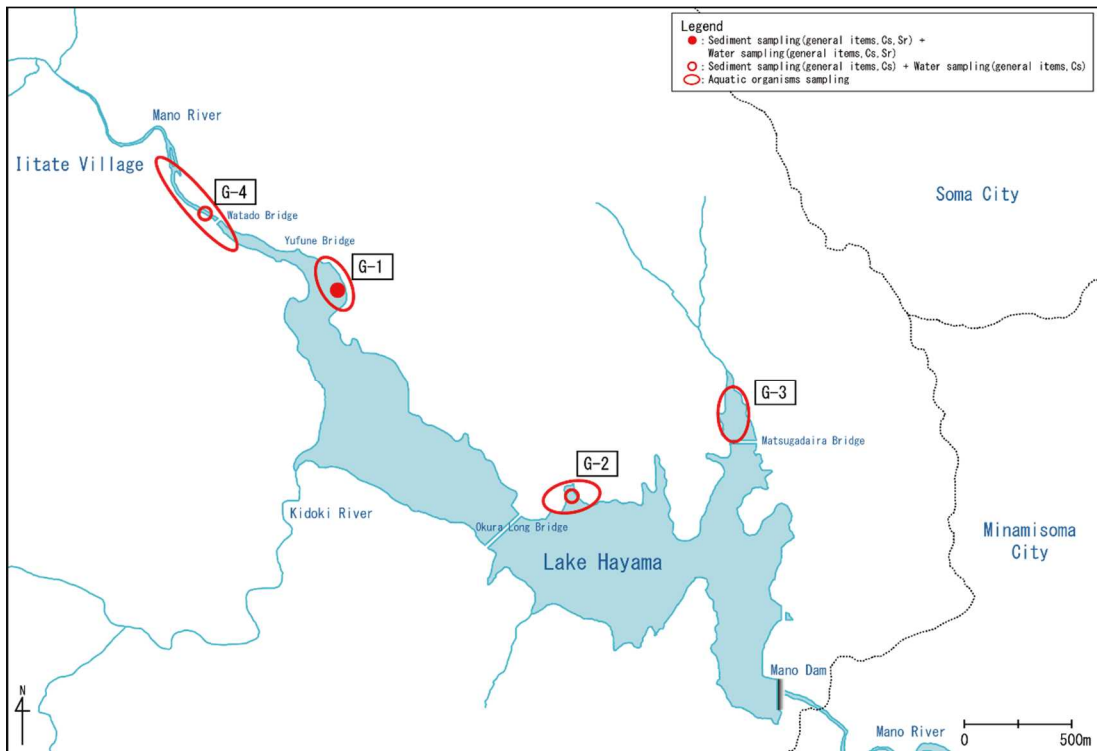 Legend
: Sediment sampling(general items,Cs,Sr) +
Water sampling(general items,Cs,Sr)
: Sediment sampling(general items,Cs) + Water sampling(general items,Cs)
: Aquatic organisms sampling
Mano River
Iitate Village
G-4
Watado Bridge
Soma City
Yufune Bridge
G-1
G-3
Matsugadaira Bridge
G-2
Kidoki River
Okura Long Bridge
Lake Hayama
Minamisoma
City
Mano Dam
N
Mano River
0
500m